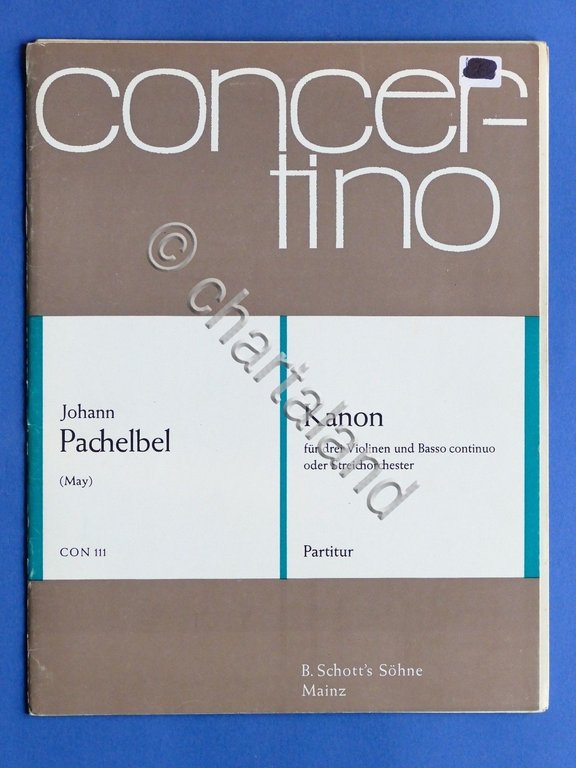 concer-
tino
Johann
Pachelbel
(May)
CON 111
Kanon
für drei Violinen und Basso continuo
oder Streichorchester
Partitur
B. Schott's Söhne
Mainz
© chartaland